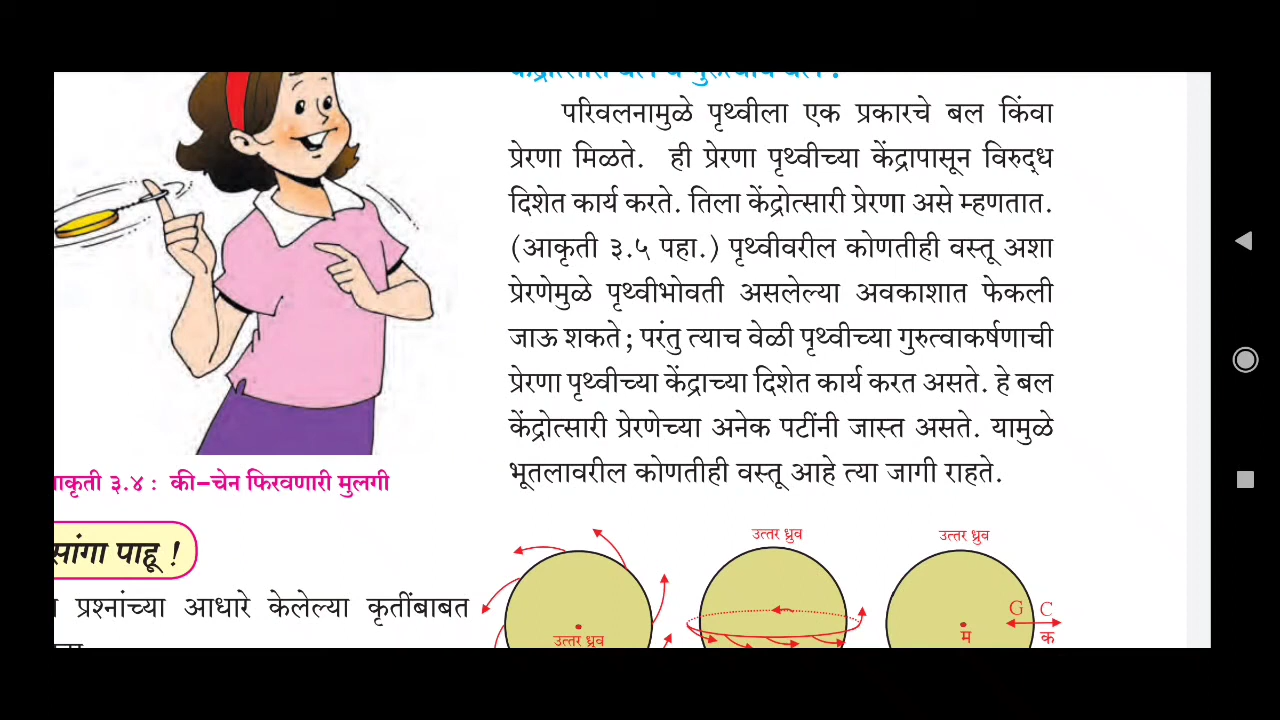 परिवलनामुळे पृथ्वीला एक प्रकारचे बल किंवा
प्रेरणा मिळते. ही प्रेरणा पृथ्वीच्या केंद्रापासून विरुद्ध
दिशेत कार्य करते. तिला केंद्रोत्सारी प्रेरणा असे म्हणतात.
(आकृती ३.५ पहा.) पृथ्वीवरील कोणतीही वस्तू अशा
प्रेरणेमुळे पृथ्वीभोवती असलेल्या अवकाशात फेकली
जाऊ शकते; परंतु त्याच वेळी पृथ्वीच्या गुरुत्वाकर्षणाची
प्रेरणा पृथ्वीच्या केंद्राच्या दिशेत कार्य करत असते. हे बल
केंद्रोत्सारी प्रेरणेच्या अनेक पटींनी जास्त असते. यामुळे
भूतलावरील कोणतीही वस्तू आहे त्या जागी राहते.
३.४ : की-चेन फिरवणारी मुलगी
सांगा पाहू !
प्रश्नांच्या आधारे केलेल्या कृतींबाबत
उत्तर ध्रुव
उत्तर ध्रुव
उत्तर ध्रुव
G C
म क